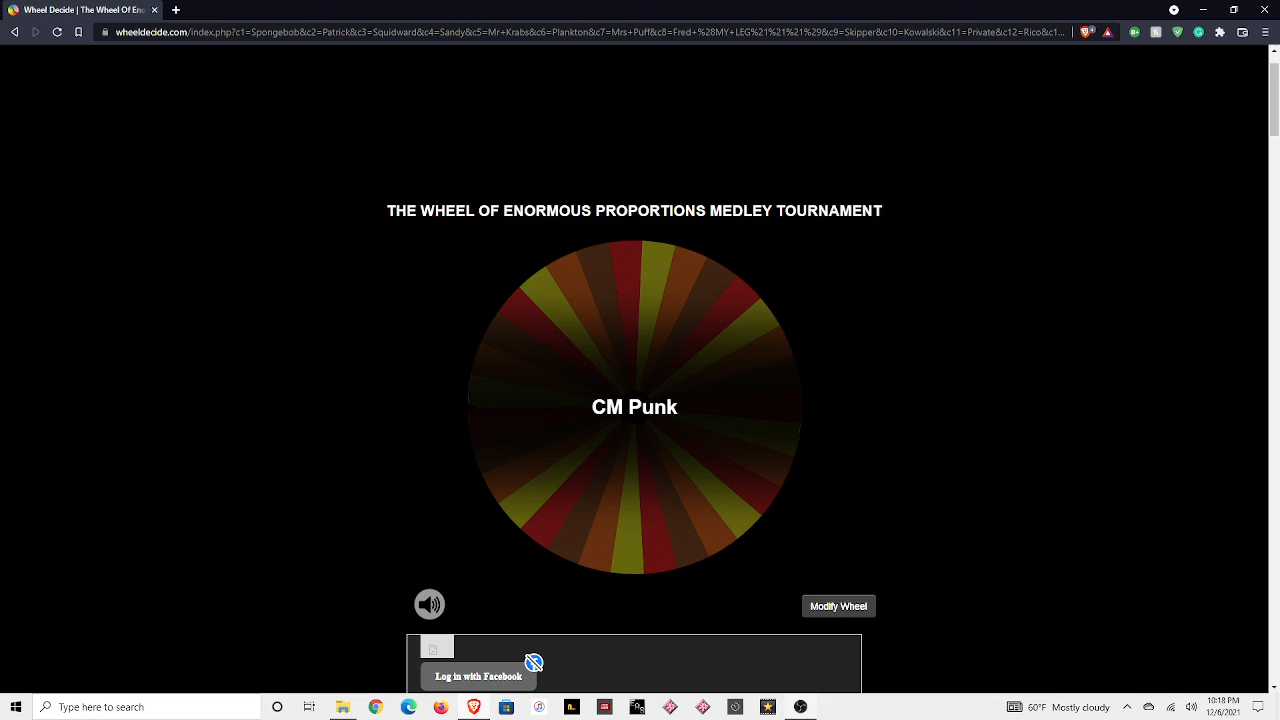 Wheel Decide | The Wheel Of Enc
wheeldecide.com/index.php?c1=Spongebob&c2=Patrick&c3=Squidward&c4=Sandy&c5=Mr+Krabs&c6=Plankton&c7=Mrs+Puff&c8=Fred+%28MY+LEG%21%21%21%29&c9=Skipper&c10=Kowalski&c11=Private&c12=Rico&c1...
THE WHEEL OF ENORMOUS PROPORTIONS MEDLEY TOURNAMENT
CM Punk
Modify Wheel
Log in with Facebook
Type here to search
60°F Mostly cloudy
10:18 PM
12/6/2021